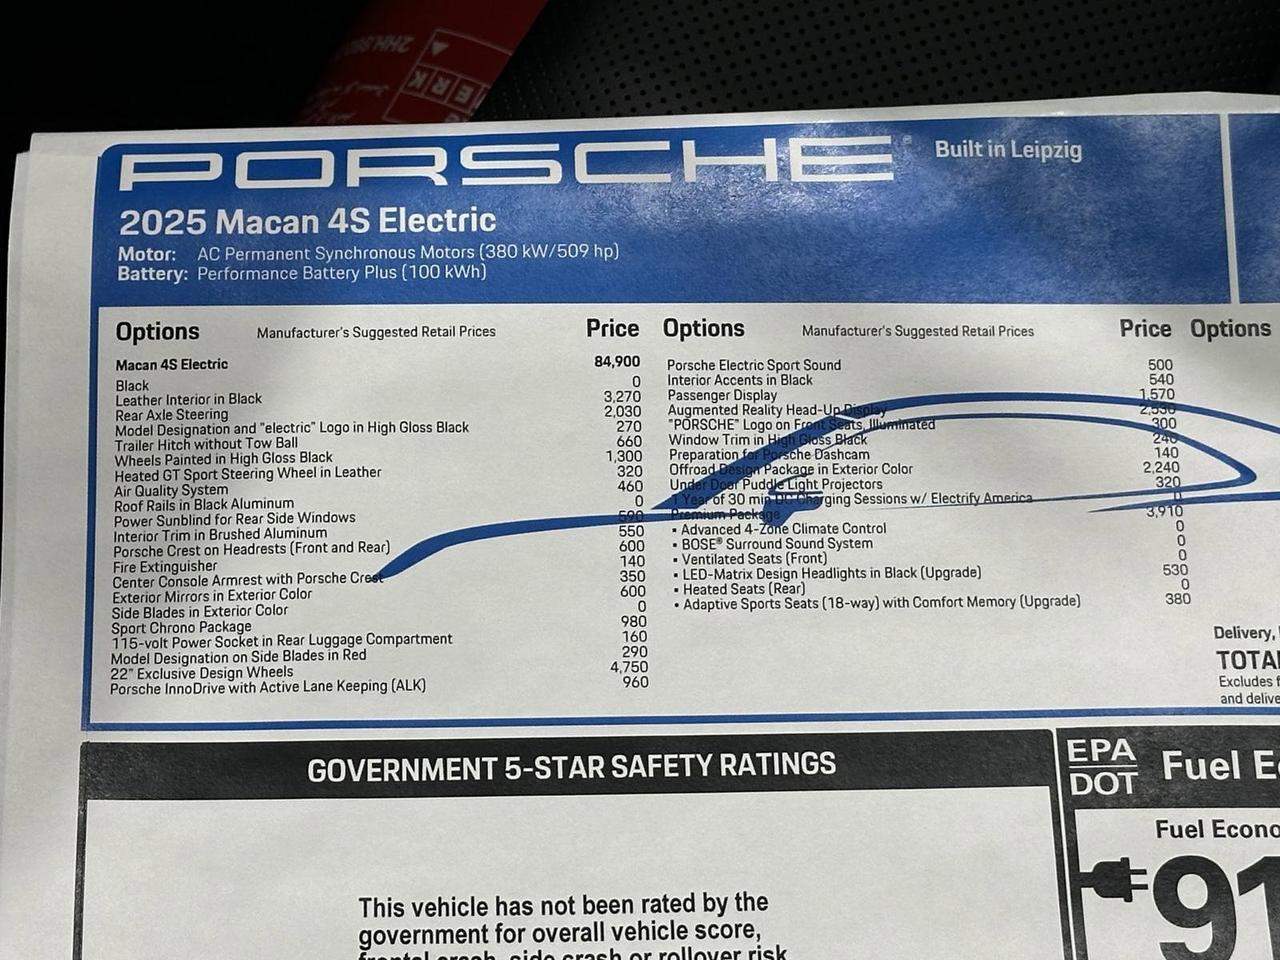 PORSCHE
Built in Leipzig
2025 Macan 4S Electric
Motor: AC Permanent Synchronous Motors (380 kW/509 hp)
Battery: Performance Battery Plus (100 kWh)
Options Manufacturer's Suggested Retail Prices Price
Macan 4S Electric 84,900
Black 0
Leather Interior in Black 3,270
Rear Axle Steering 2,030
Model Designation and "electric" Logo in High Gloss Black 270
Trailer Hitch without Tow Ball 660
Wheels Painted in High Gloss Black 1,300
Heated GT Sport Steering Wheel in Leather 320
Air Quality System 460
Roof Rails in Black Aluminum 0
Power Sunblind for Rear Side Windows 590
Interior Trim in Brushed Aluminum 550
Porsche Crest on Headrests (Front and Rear) 600
Fire Extinguisher 140
Center Console Armrest with Porsche Crest 350
Exterior Mirrors in Exterior Color 600
Side Blades in Exterior Color 0
Sport Chrono Package 980
115-volt Power Socket in Rear Luggage Compartment 160
Model Designation on Side Blades in Red 290
22" Exclusive Design Wheels 4,750
Porsche InnoDrive with Active Lane Keeping (ALK) 960
Options Manufacturer's Suggested Retail Prices Price
Porsche Electric Sport Sound 500
Interior Accents in Black 540
Passenger Display 1,570
Augmented Reality Head-Up Display
"PORSCHE" Logo on Front Seats, Illuminated 300
Window Trim in High Gloss Black 240
Preparation for Porsche Dashcam 140
Offroad Design Package in Exterior Color 2,240
Under Door Puddle Light Projectors 320
1 Year of 30 min DC Charging Sessions w/ Electrify America 0
Premium Package 3,910
• Advanced 4-Zone Climate Control 0
• BOSE® Surround Sound System 0
• Ventilated Seats (Front) 0
• LED-Matrix Design Headlights in Black (Upgrade) 530
• Heated Seats (Rear) 0
• Adaptive Sports Seats (18-way) with Comfort Memory (Upgrade) 380
Options
Delivery,
TOTA
Excludes f
and delive
GOVERNMENT 5-STAR SAFETY RATINGS
This vehicle has not been rated by the
government for overall vehicle score,
frontal crash, side crash or rollover risk
EPA
DOT
Fuel E
Fuel Econo
91